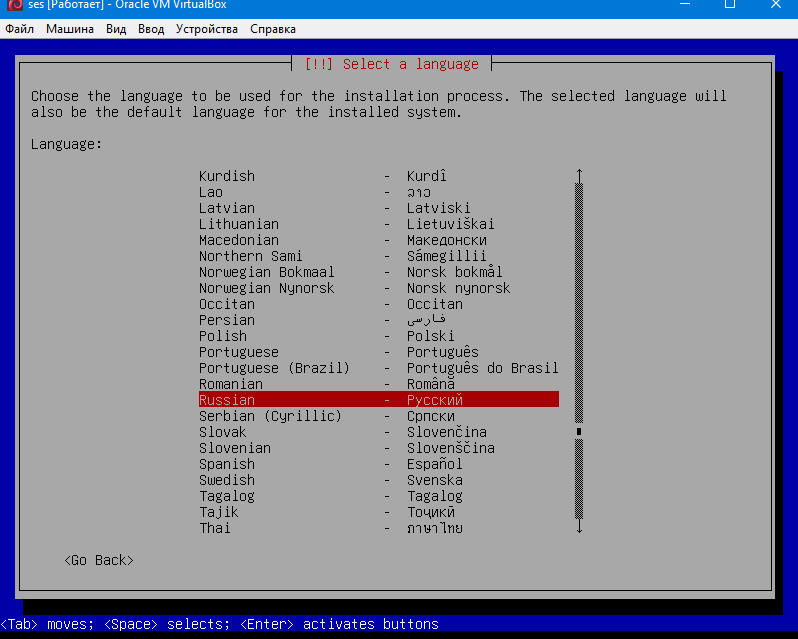 ses [Работает] - Oracle VM VirtualBox
Файл Машина Вид Ввод Устройства Справка
[!!] Select a language
Choose the language to be used for the installation process. The selected language will
also be the default language for the installed system.
Language:
Kurdish - Kurdî
Lao - ລາວ
Latvian - Latviski
Lithuanian - Lietuviškai
Macedonian - Македонски
Northern Sami - Sámegillii
Norwegian Bokmaal - Norsk bokmål
Norwegian Nynorsk - Norsk nynorsk
Occitan - Occitan
Persian - فارسی
Polish - Polski
Portuguese - Português
Portuguese (Brazil) - Português do Brasil
Romanian - Română
Russian - Русский
Serbian (Cyrillic) - Српски
Slovak - Slovenčina
Slovenian - Slovenščina
Spanish - Español
Swedish - Svenska
Tagalog - Tagalog
Tajik - Тоҷикӣ
Thai - ภาษาไทย
<Go Back>
<Tab> moves; <Space> selects; <Enter> activates buttons